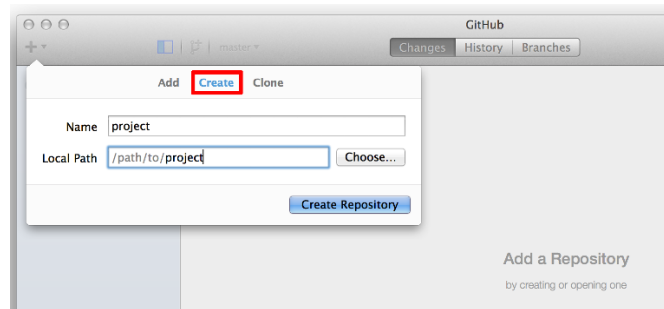 GitHub
master
Changes History Branches
Add Create Clone
Name project
Local Path /path/to/project Choose...
Create Repository
Add a Repository
by creating or opening one